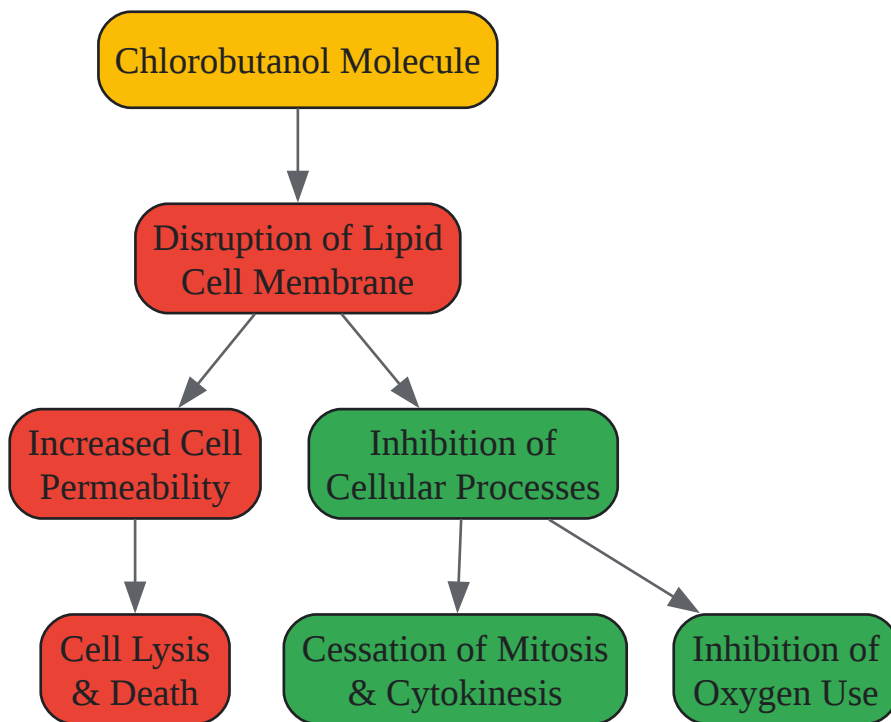 Chlorobutanol Molecule
Disruption of Lipid
Cell Membrane
Increased Cell
Permeability
Inhibition of
Cellular Processes
Cell Lysis
& Death
Cessation of Mitosis
& Cytokinesis
Inhibition of
Oxygen Use